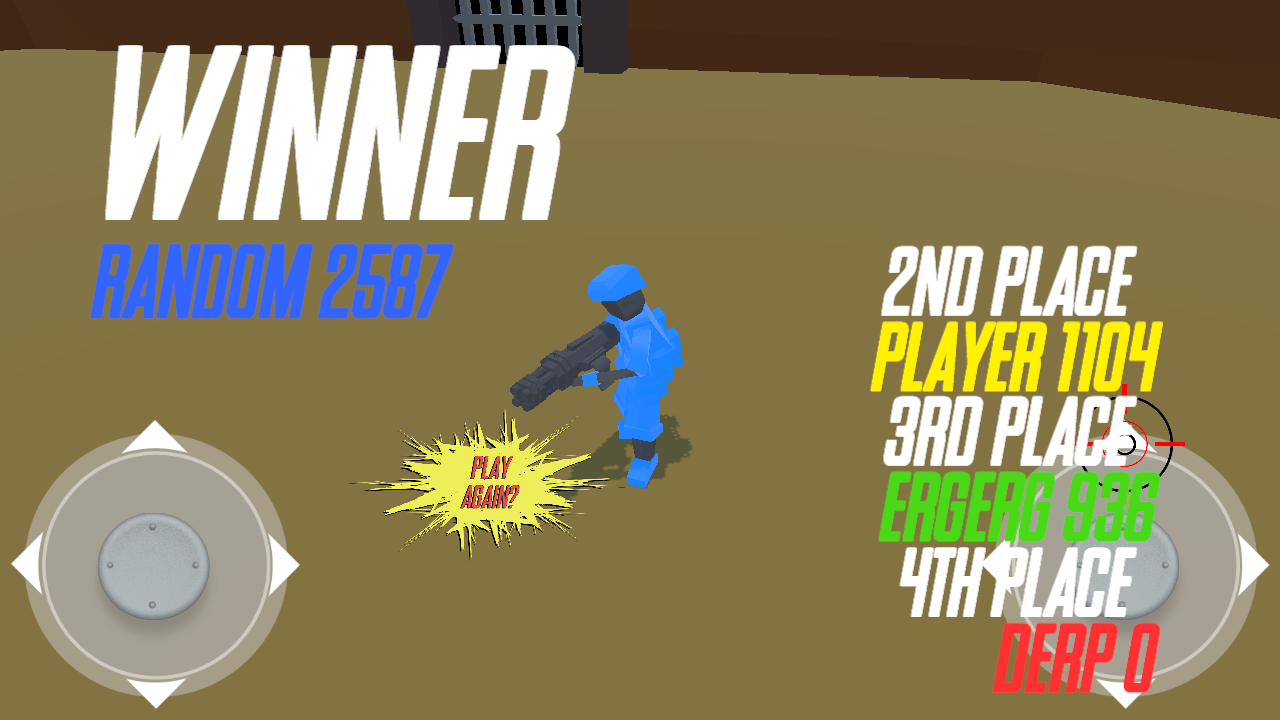 WINNER
RANDOM 2587
2ND PLACE
PLAYER 1104
3RD PLACE
ERGERG 936
4TH PLACE
DERP 0
PLAY
AGAIN?